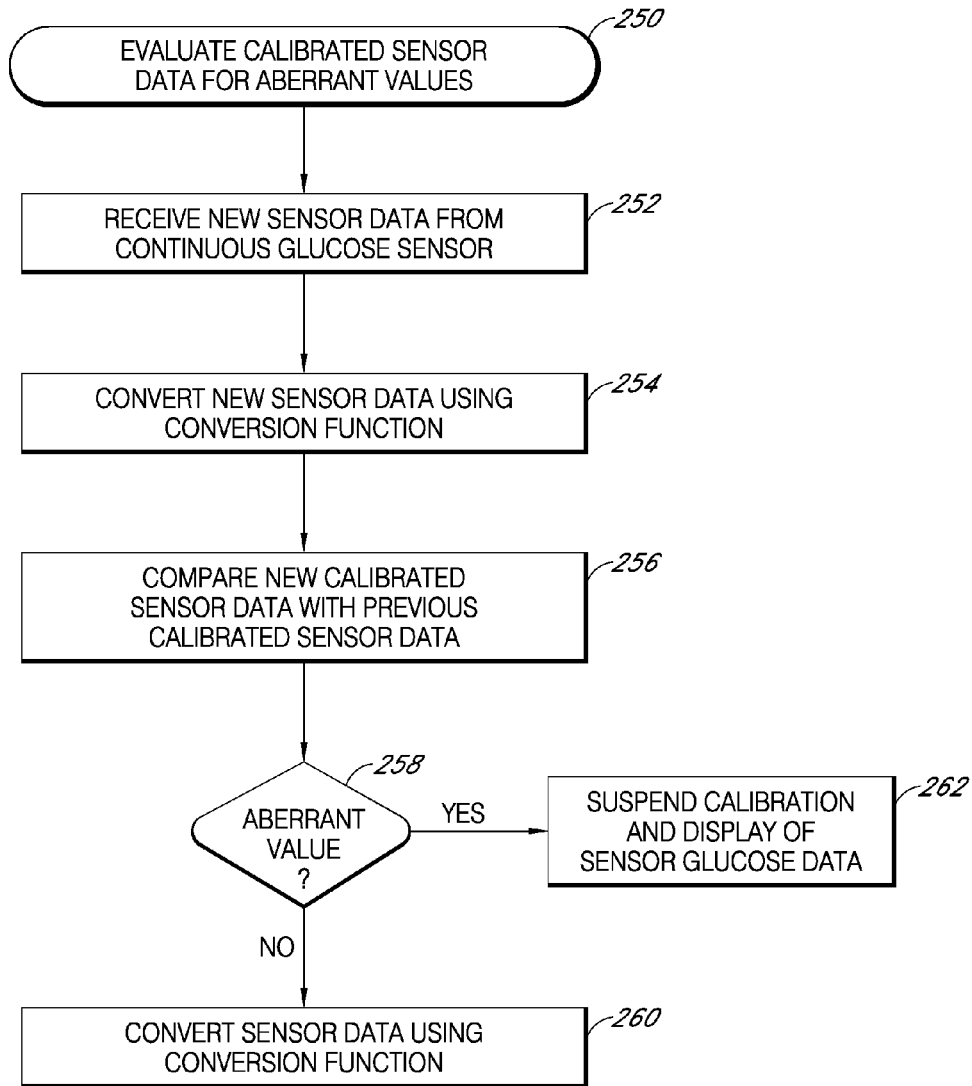 250
EVALUATE CALIBRATED SENSOR
DATA FOR ABERRANT VALUES
252
RECEIVE NEW SENSOR DATA FROM
CONTINUOUS GLUCOSE SENSOR
254
CONVERT NEW SENSOR DATA USING
CONVERSION FUNCTION
256
COMPARE NEW CALIBRATED
SENSOR DATA WITH PREVIOUS
CALIBRATED SENSOR DATA
258
ABERRANT
VALUE
?
YES
262
SUSPEND CALIBRATION
AND DISPLAY OF
SENSOR GLUCOSE DATA
NO
260
CONVERT SENSOR DATA USING
CONVERSION FUNCTION